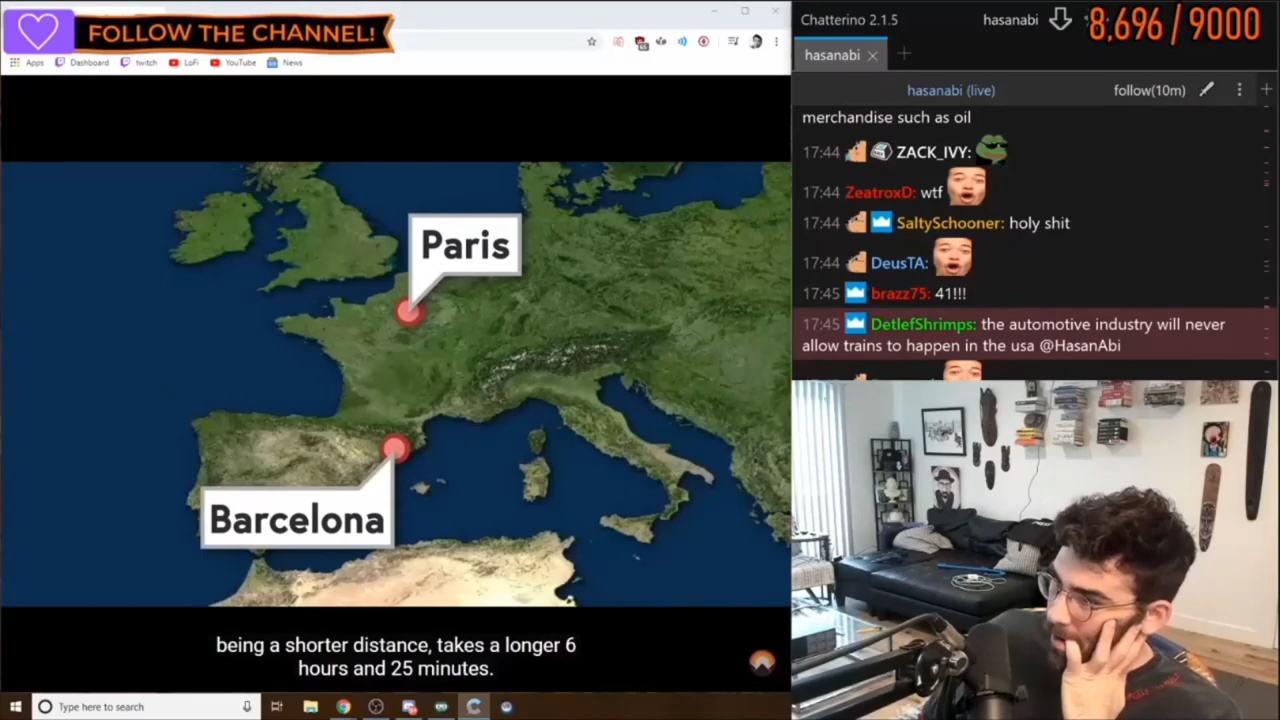 FOLLOW THE CHANNEL!
Apps Dashboard twitch LoFi YouTube News
Paris
Barcelona
being a shorter distance, takes a longer 6
hours and 25 minutes.
Type here to search
Chatterino 2.1.5 hasanabi 8,696 / 9000
hasanabi
hasanabi (live) follow(10m)
merchandise such as oil
17:44 ZACK_IVY:
17:44 ZeatroxD: wtf
17:44 SaltySchooner: holy shit
17:44 DeusTA:
17:45 brazz75: 41!!!
17:45 DetlefShrimps: the automotive industry will never
allow trains to happen in the usa @HasanAbi